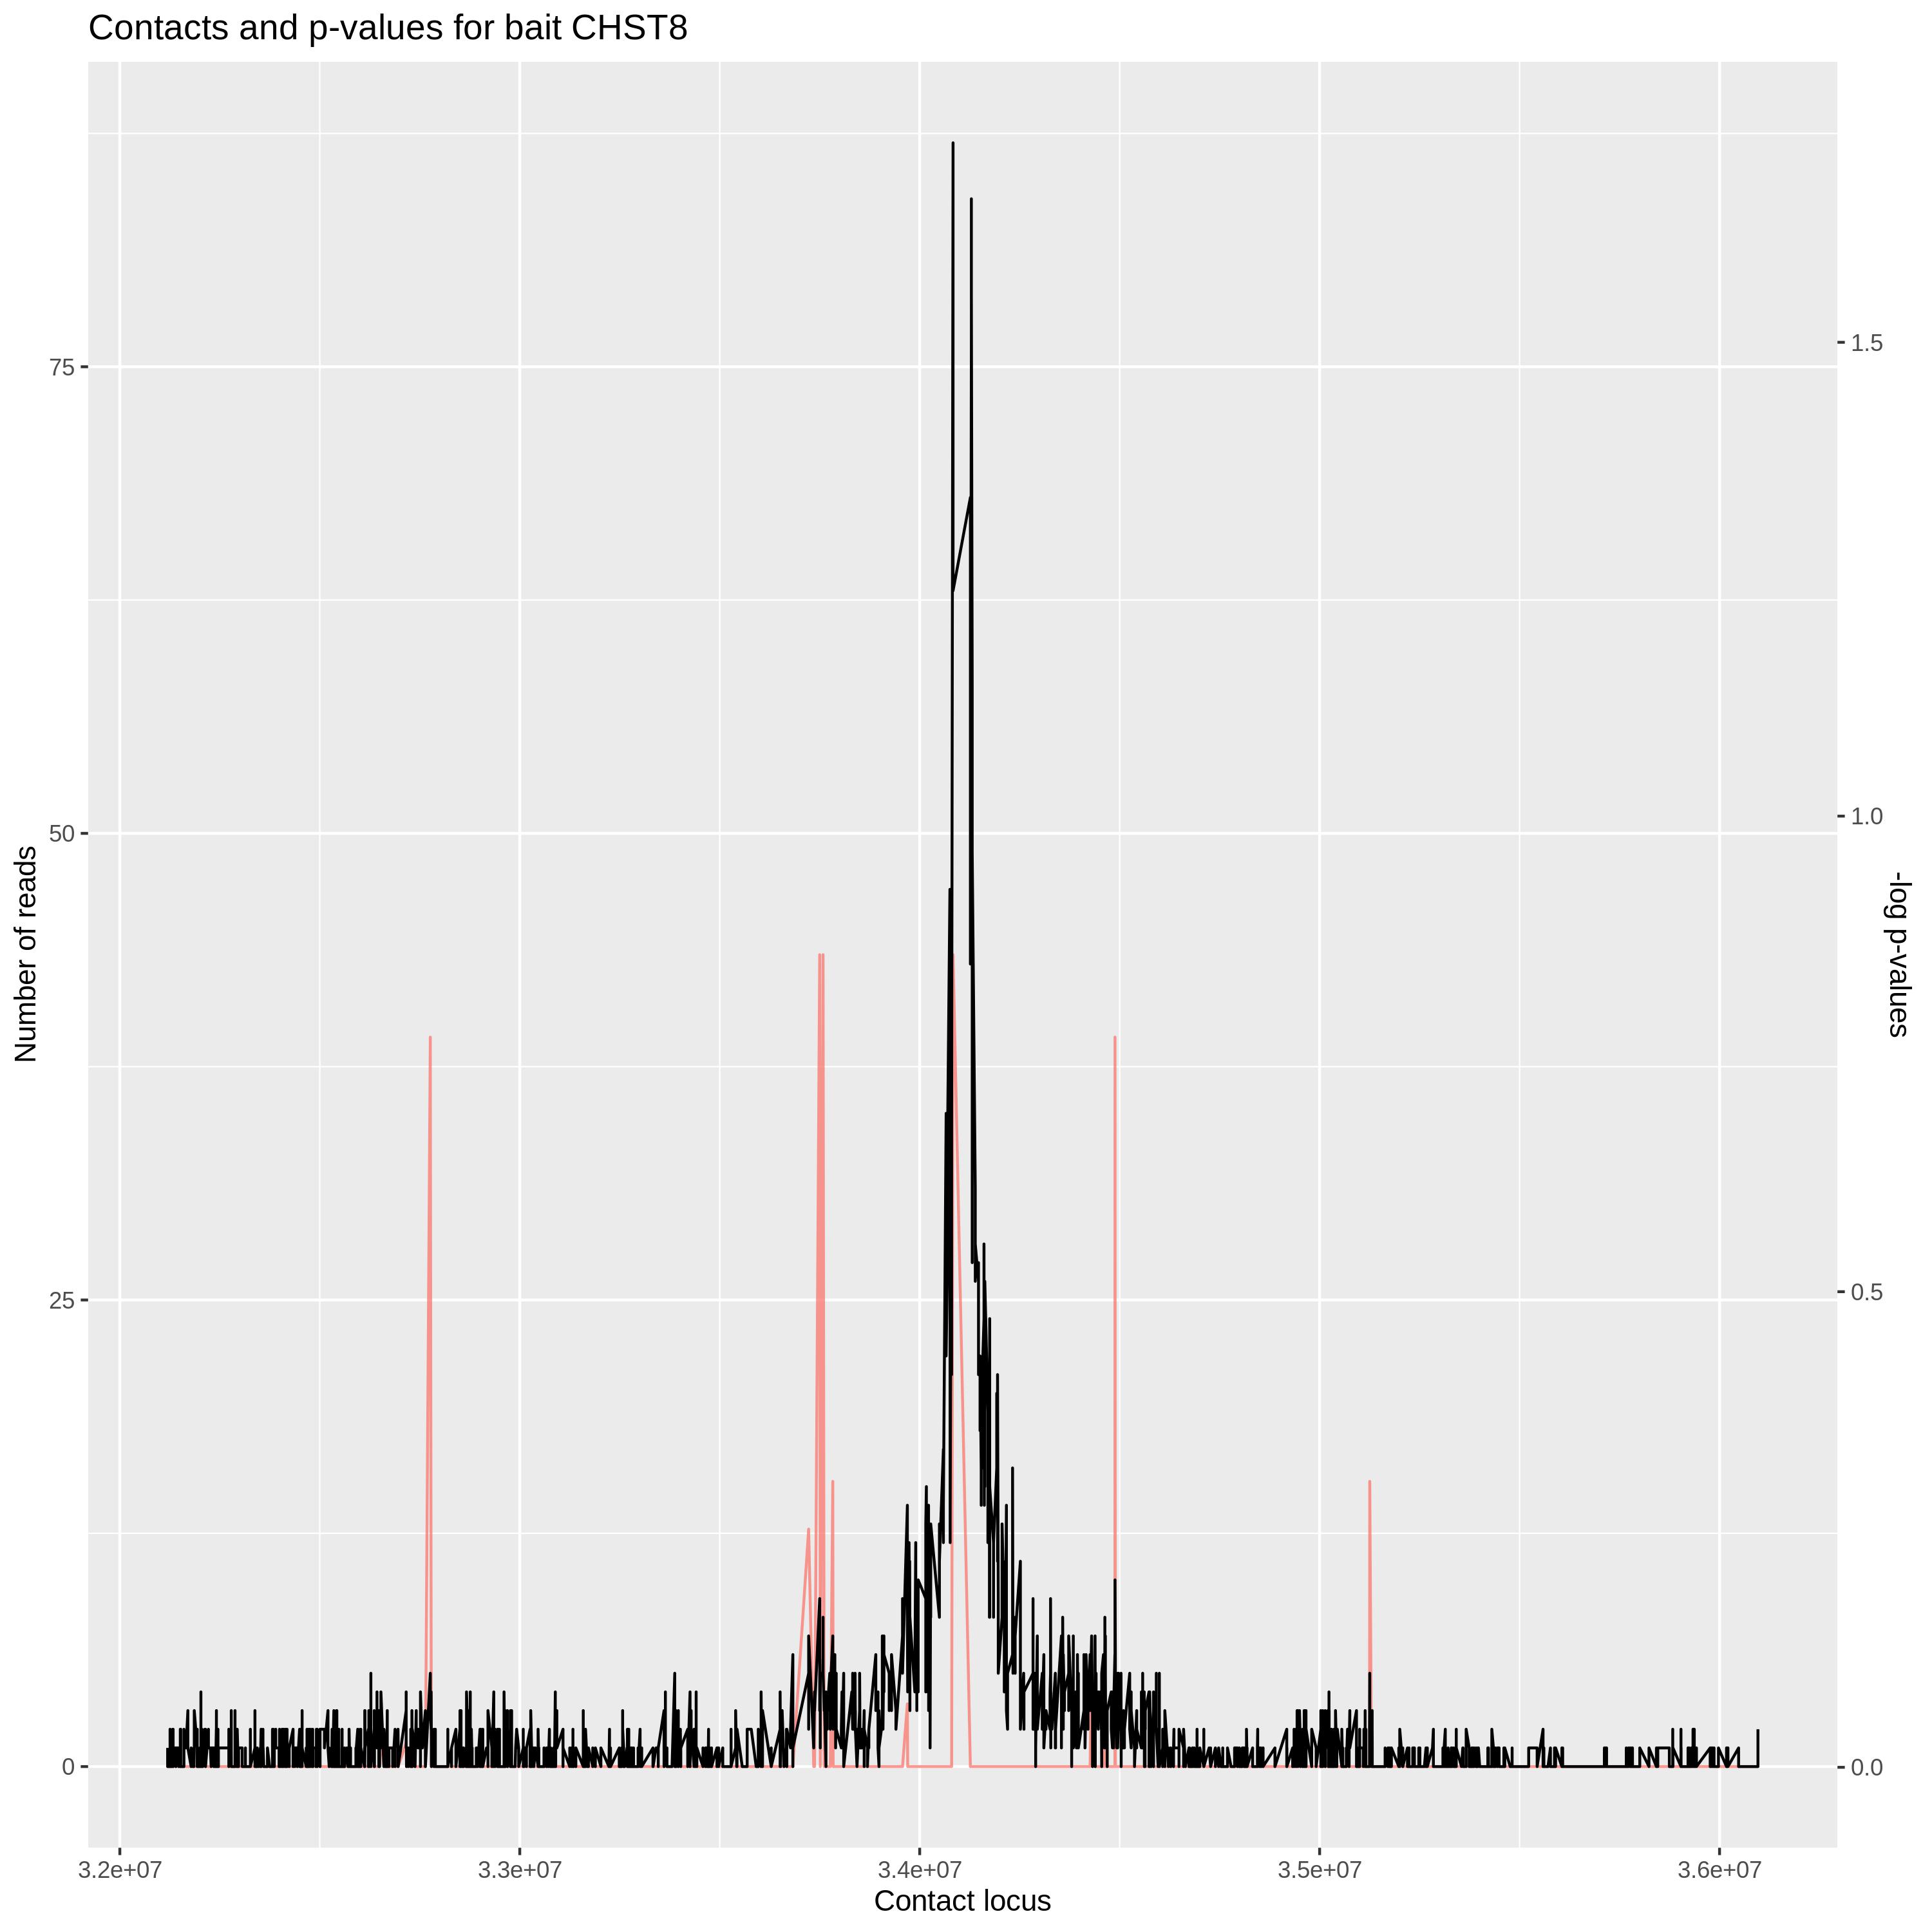 Contacts and p-values for bait CHST8
75
50
25
0
Number of reads
1.5
1.0
0.5
0.0
-log p-values
3.2e+07
3.3e+07
3.4e+07
3.5e+07
3.6e+07
Contact locus